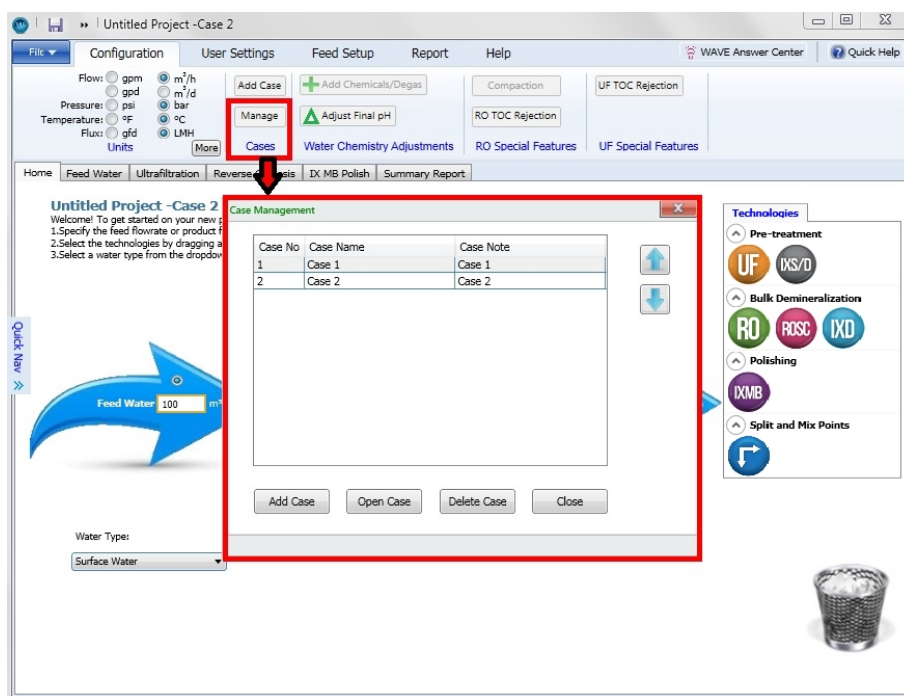 Untitled Project -Case 2
File
Configuration
User Settings
Feed Setup
Report
Help
WAVE Answer Center
Quick Help
Flow: gpm m³/h
gpd m³/d
Pressure: psi bar
Temperature: ºF ºC
Flux: gfd LMH
Units
More
Add Case
Manage
Cases
Add Chemicals/Degas
Adjust Final pH
Water Chemistry Adjustments
Compaction
RO TOC Rejection
RO Special Features
UF TOC Rejection
UF Special Features
Home
Feed Water
Ultrafiltration
IX MB Polish
Summary Report
Untitled Project -Case 2
Welcome! To get started on your new
1.Specify the feed flowrate or product
2.Select the technologies by dragging
3.Select a water type from the
Case Management
Case No Case Name Case Note
1 Case 1 Case 1
2 Case 2 Case 2
Add Case
Open Case
Delete Case
Close
Technologies
Pre-treatment
UF
IXS/D
Bulk Demineralization
RO
ROSC
IXD
Polishing
IXMB
Split and Mix Points
Quick Nav
Feed Water 100
Water Type:
Surface Water